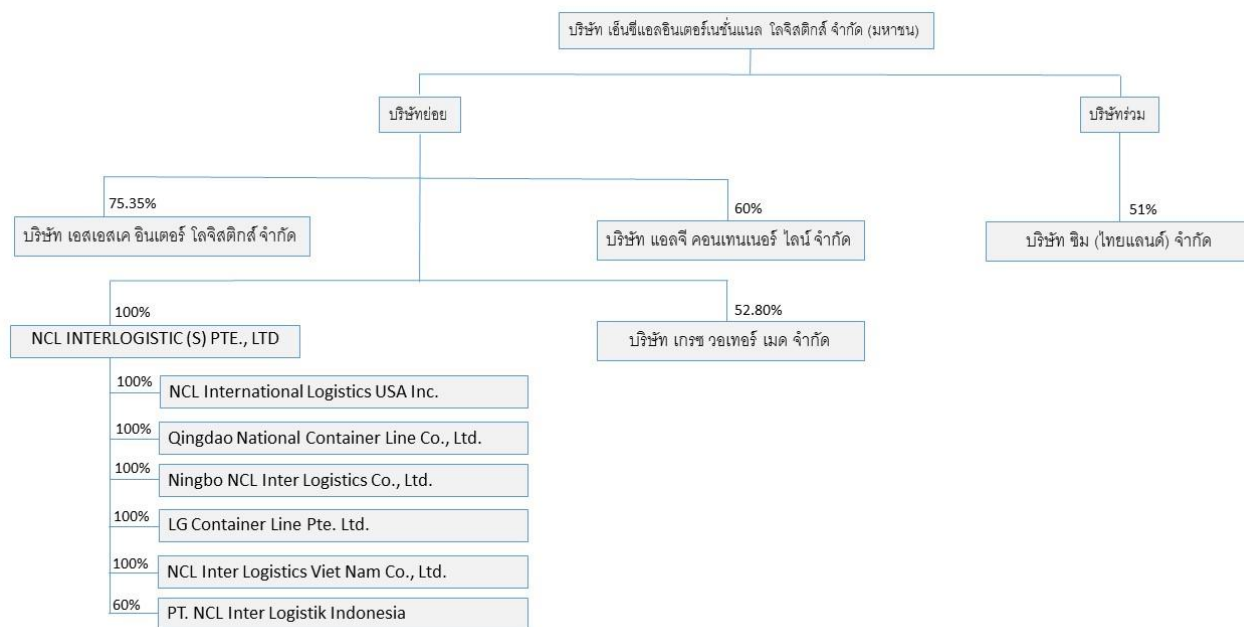 บริษัท เอ็นซีแอลอินเตอร์เนชั่นแนล โลจิสติกส์ จำกัด (มหาชน)
บริษัทย่อย
บริษัทร่วม
75.35%
60%
51%
บริษัท เอสเอสเค อินเตอร์ โลจิสติกส์ จำกัด
บริษัท แอลจี คอนเทนเนอร์ ไลน์ จำกัด
บริษัท ซิม (ไทยแลนด์) จำกัด
100%
52.80%
NCL INTERLOGISTIC (S) PTE., LTD
บริษัท เกรซ วอเทอร์ เมด จำกัด
100%
NCL International Logistics USA Inc.
100%
Qingdao National Container Line Co., Ltd.
100%
Ningbo NCL Inter Logistics Co., Ltd.
100%
LG Container Line Pte. Ltd.
100%
NCL Inter Logistics Viet Nam Co., Ltd.
60%
PT. NCL Inter Logistik Indonesia